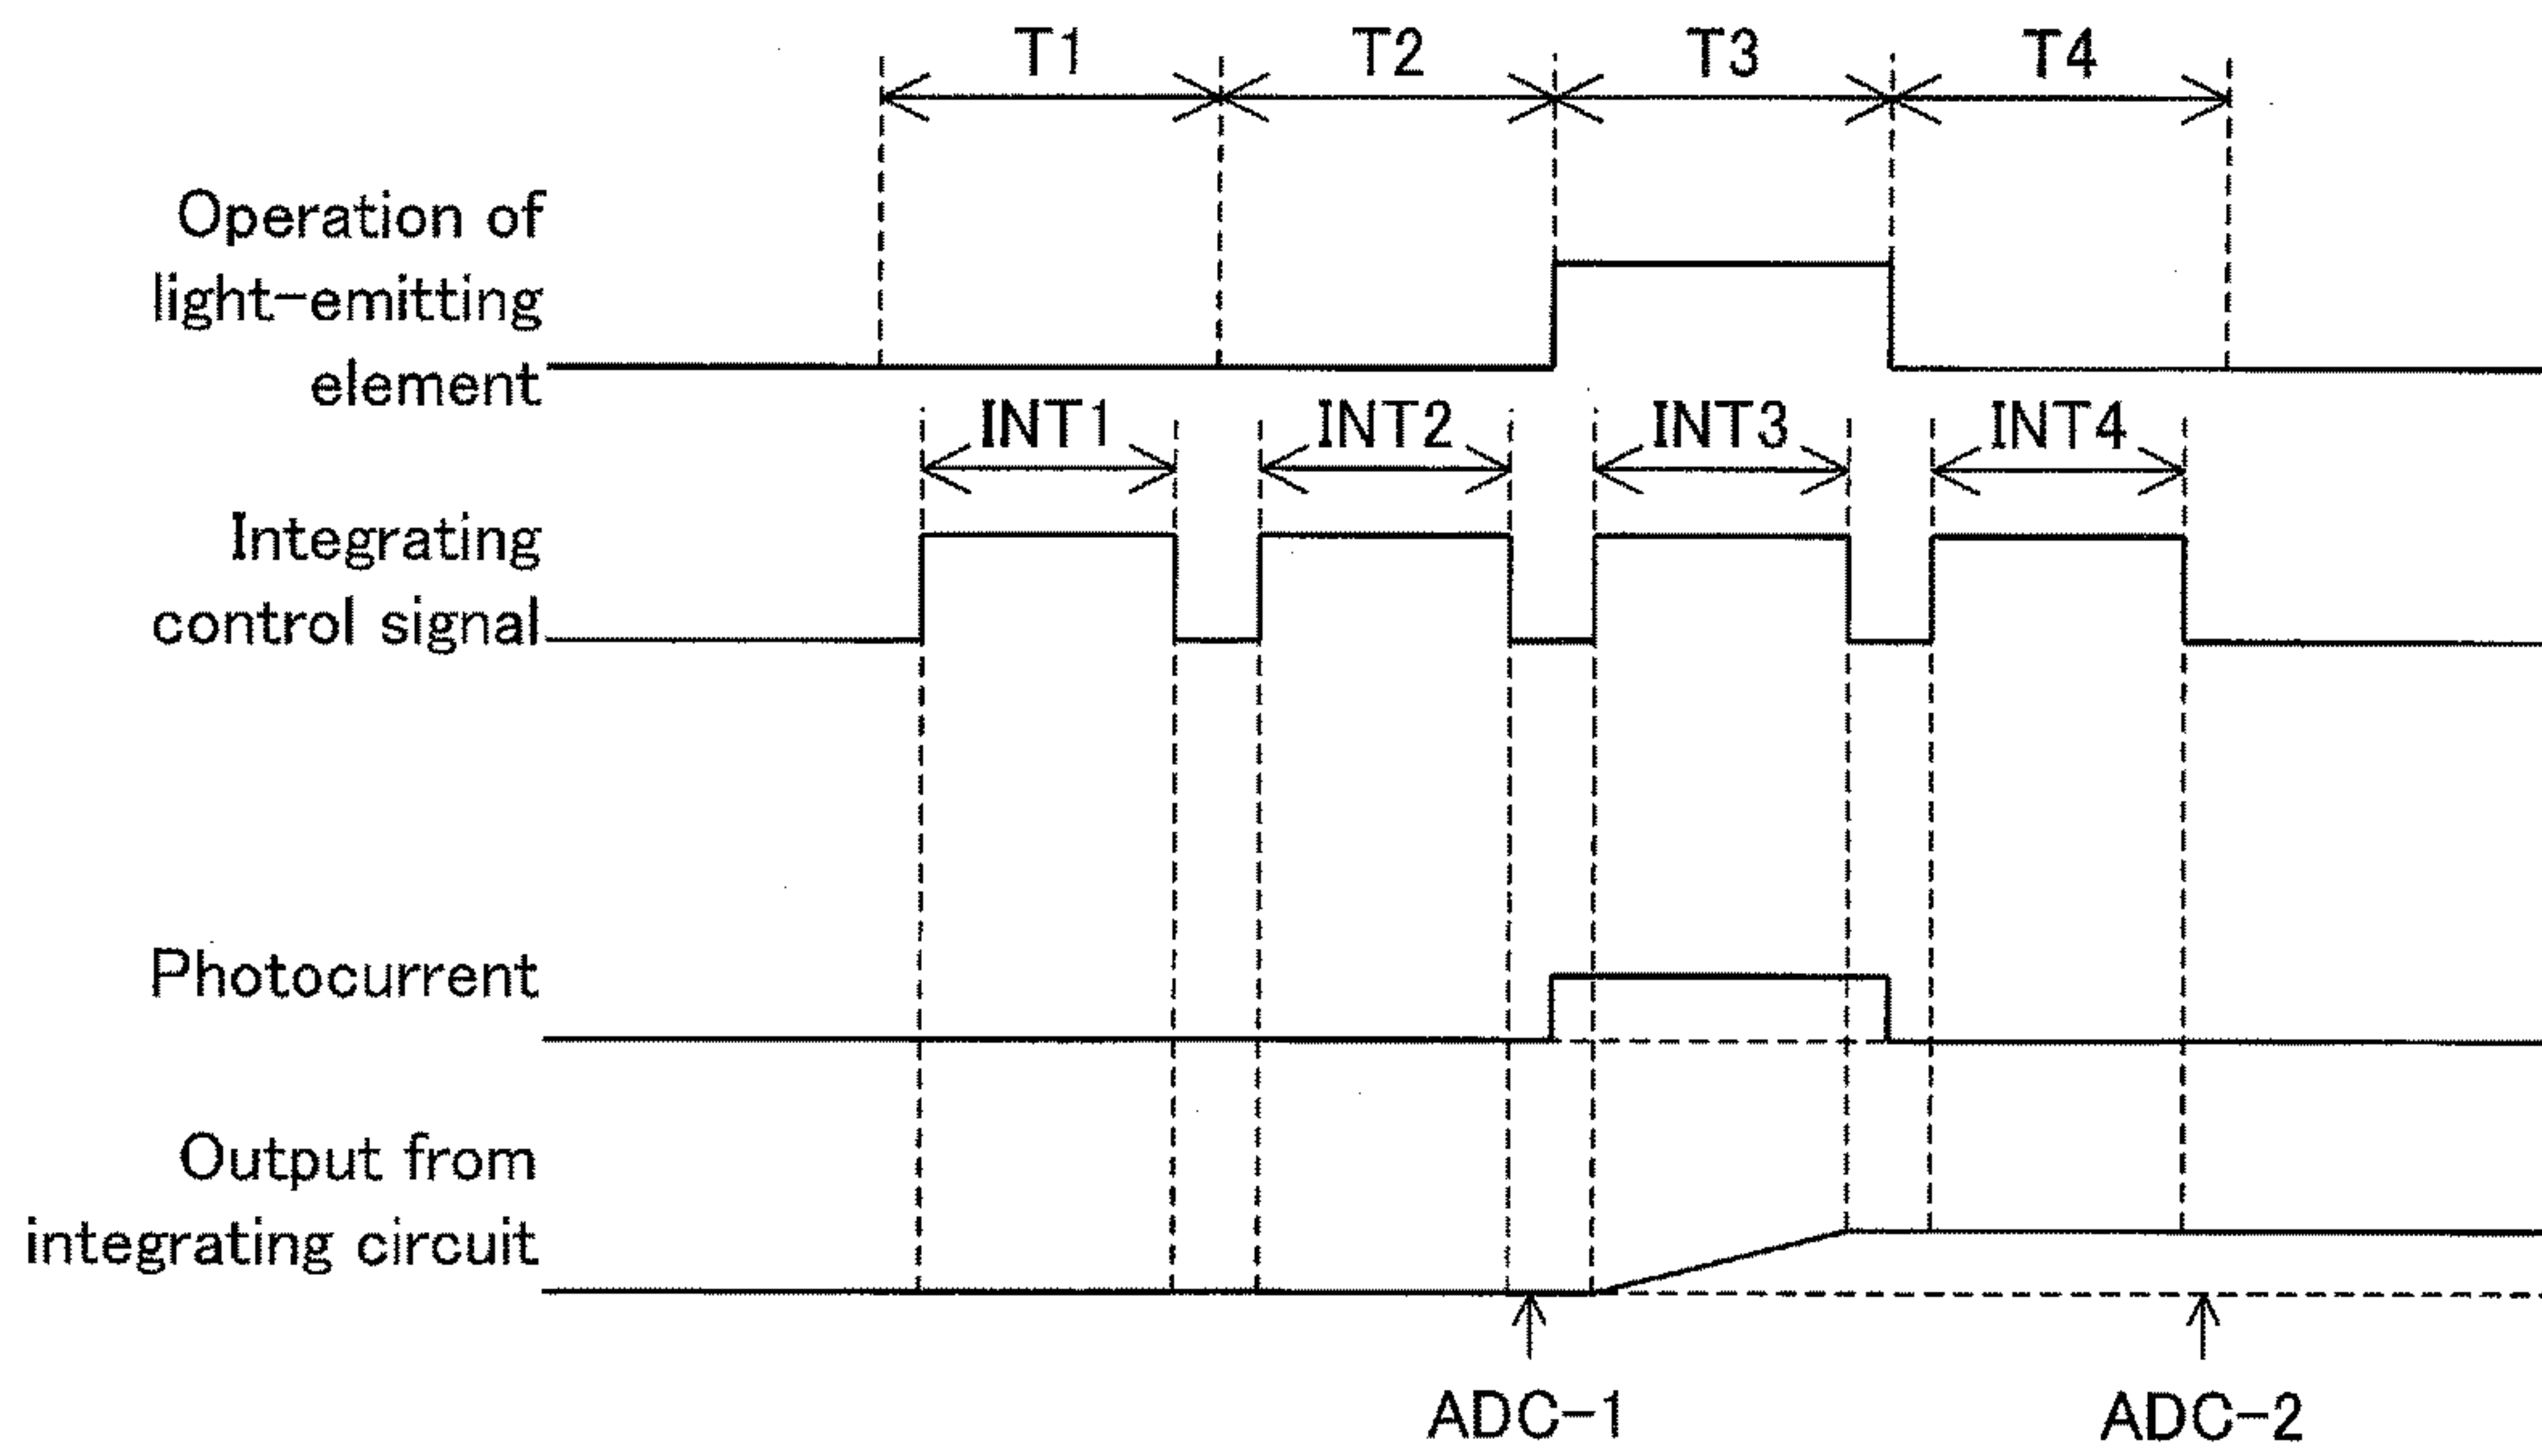 T1 T2 T3 T4
Operation of
light-emitting
element
INT1 INT2 INT3 INT4
Integrating
control signal
Photocurrent
Output from
integrating circuit
ADC-1 ADC-2